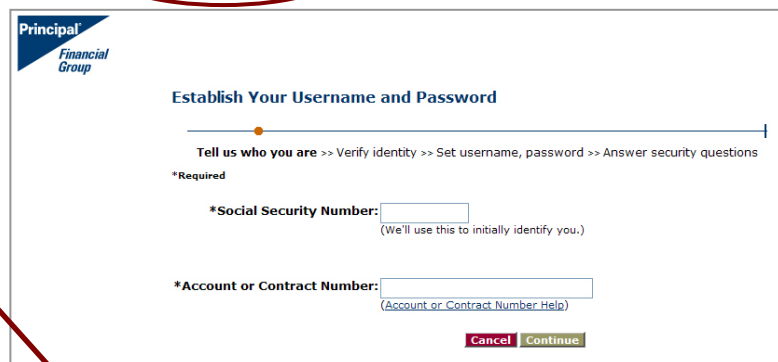 Principal
Financial
Group
Establish Your Username and Password
Tell us who you are >> Verify identity >> Set username, password >> Answer security questions
*Required
*Social Security Number:
(We'll use this to initially identify you.)
*Account or Contract Number:
(Account or Contract Number Help)
Cancel Continue